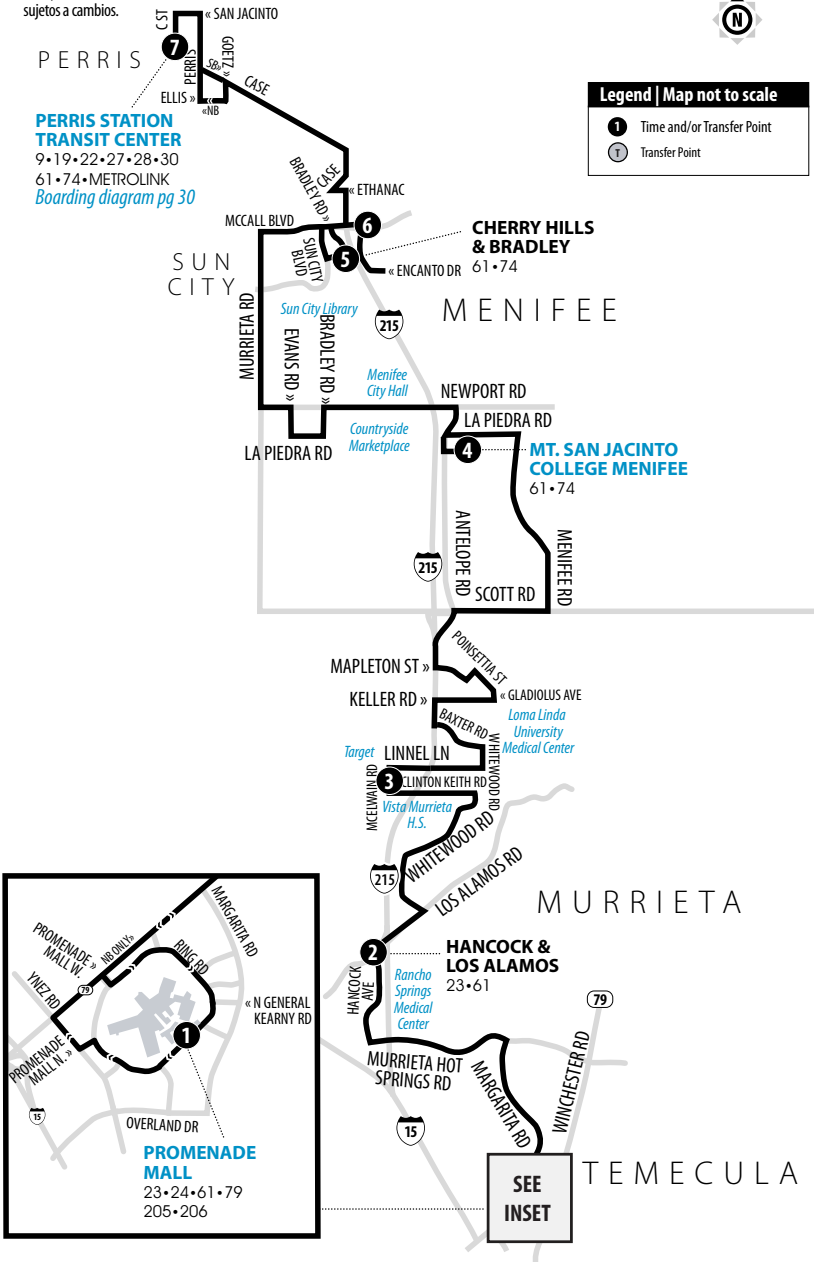 sujetos a cambios.
C ST
« SAN JACINTO
N
7
PERRIS
PERRIS
SB»
GOETZ »
CASE
ELLIS »
«NB
PERRIS STATION
TRANSIT CENTER
9•19•22•27•28•30
61•74•METROLINK
Boarding diagram pg 30
Legend | Map not to scale
1 Time and/or Transfer Point
T Transfer Point
CASE
« ETHANAC
BRADLEY RD »
MCCALL BLVD
6
CHERRY HILLS
& BRADLEY
61•74
SUN CITY
BLVD
5
« ENCANTO DR
SUN
CITY
MENIFEE
Sun City Library
215
MURRIETA RD
EVANS RD »
BRADLEY RD »
Menifee
City Hall
NEWPORT RD
LA PIEDRA RD
Countryside
Marketplace
LA PIEDRA RD
4
MT. SAN JACINTO
COLLEGE MENIFEE
61•74
ANTELOPE RD
MENIFEE RD
215
SCOTT RD
POINSETTIA ST
MAPLETON ST »
« GLADIOLUS AVE
KELLER RD »
Loma Linda
University
Medical Center
BAXTER RD
WHITEWOOD RD
Target
LINNEL LN
MCELWAIN RD
3
CLINTON KEITH RD
Vista Murrieta
H.S.
WHITEWOOD RD
215
LOS ALAMOS RD
MURRIETA
2
HANCOCK &
LOS ALAMOS
23•61
HANCOCK
AVE
Rancho
Springs
Medical
Center
79
MURRIETA HOT
SPRINGS RD
MARGARITA RD
WINCHESTER RD
15
SEE
INSET
TEMECULA
PROMENADE »
MALL W.
NB ONLY»
MARGARITA RD
RING RD
YNEZ RD
79
« N GENERAL
KEARNY RD
1
PROMENADE
MALL N. »
15
OVERLAND DR
PROMENADE
MALL
23•24•61•79
205•206